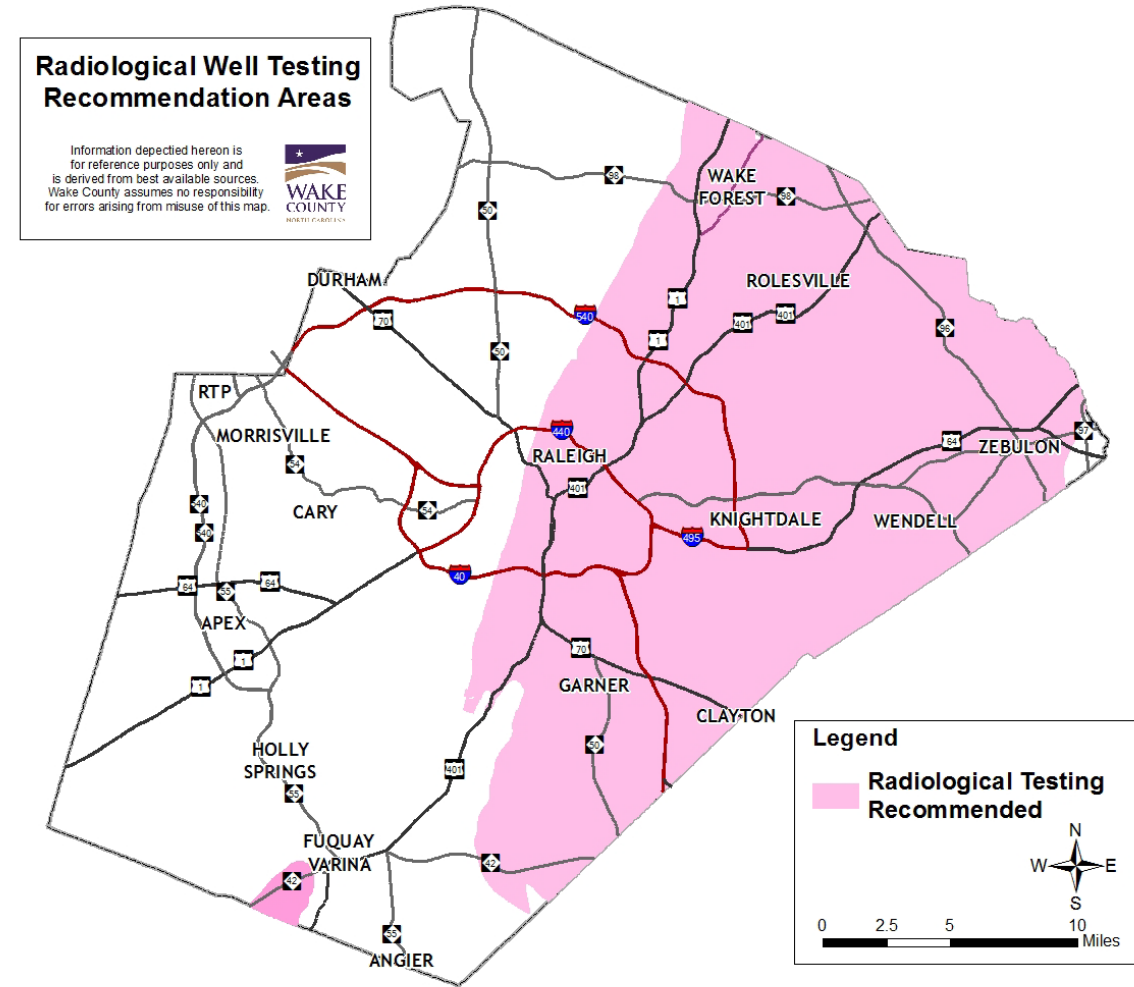 Radiological Well Testing
Recommendation Areas
Information depectied hereon is
for reference purposes only and
is derived from best available sources.
Wake County assumes no responsibility
for errors arising from misuse of this map.
WAKE
COUNTY
NORTH CAROLINA
98
WAKE
FOREST
98
50
DURHAM
ROLESVILLE
1
70
540
401
401
96
1
50
RTP
440
MORRISVILLE
RALEIGH
64
97
ZEBULON
54
401
540
CARY
54
KNIGHTDALE
WENDELL
540
495
40
64
64
55
APEX
70
1
GARNER
1
CLAYTON
50
HOLLY
SPRINGS
401
55
FUQUAY
VARINA
42
42
55
ANGIER
Legend
Radiological Testing
Recommended
N
W
E
S
0
2.5
5
10
Miles